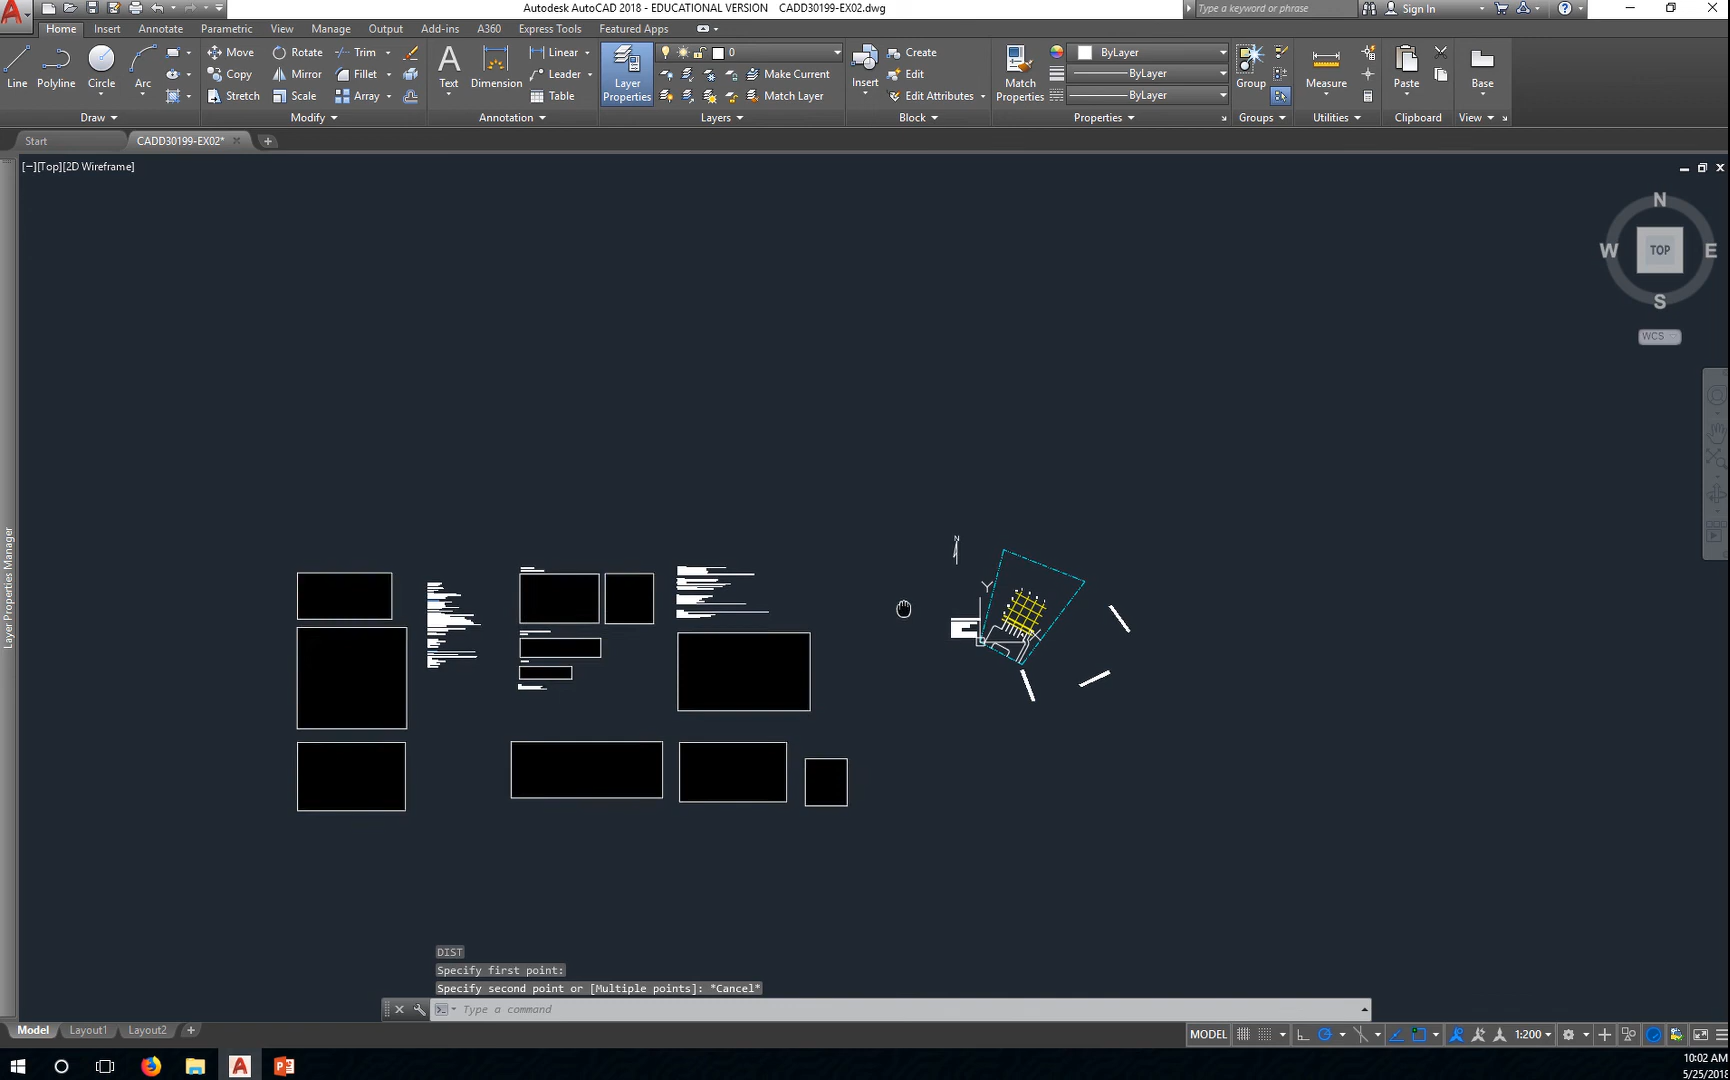 Autodesk AutoCAD 2018 - EDUCATIONAL VERSION CADD30199-EX02.dwg
Type a keyword or phrase
Sign In
Home Insert Annotate Parametric View Manage Output Add-ins A360 Express Tools Featured Apps
Line Polyline Circle Arc
Move Rotate Trim
Copy Mirror Fillet
Stretch Scale Array
Text Dimension
Linear
Leader
Table
Layer Properties
0
Make Current
Match Layer
Insert
Create
Edit
Edit Attributes
Match Properties
ByLayer
ByLayer
ByLayer
Group Measure Paste Base
Draw Modify Annotation Layers Block Properties Groups Utilities Clipboard View
Start CADD30199-EX02*
[−][Top][2D Wireframe]
N
W TOP E
S
WCS
N
Y
X
Layer Properties Manager
DIST
Specify first point:
Specify second point or [Multiple points]: *Cancel*
Type a command
Model Layout1 Layout2 +
MODEL 1:200
10:02 AM
5/25/2018